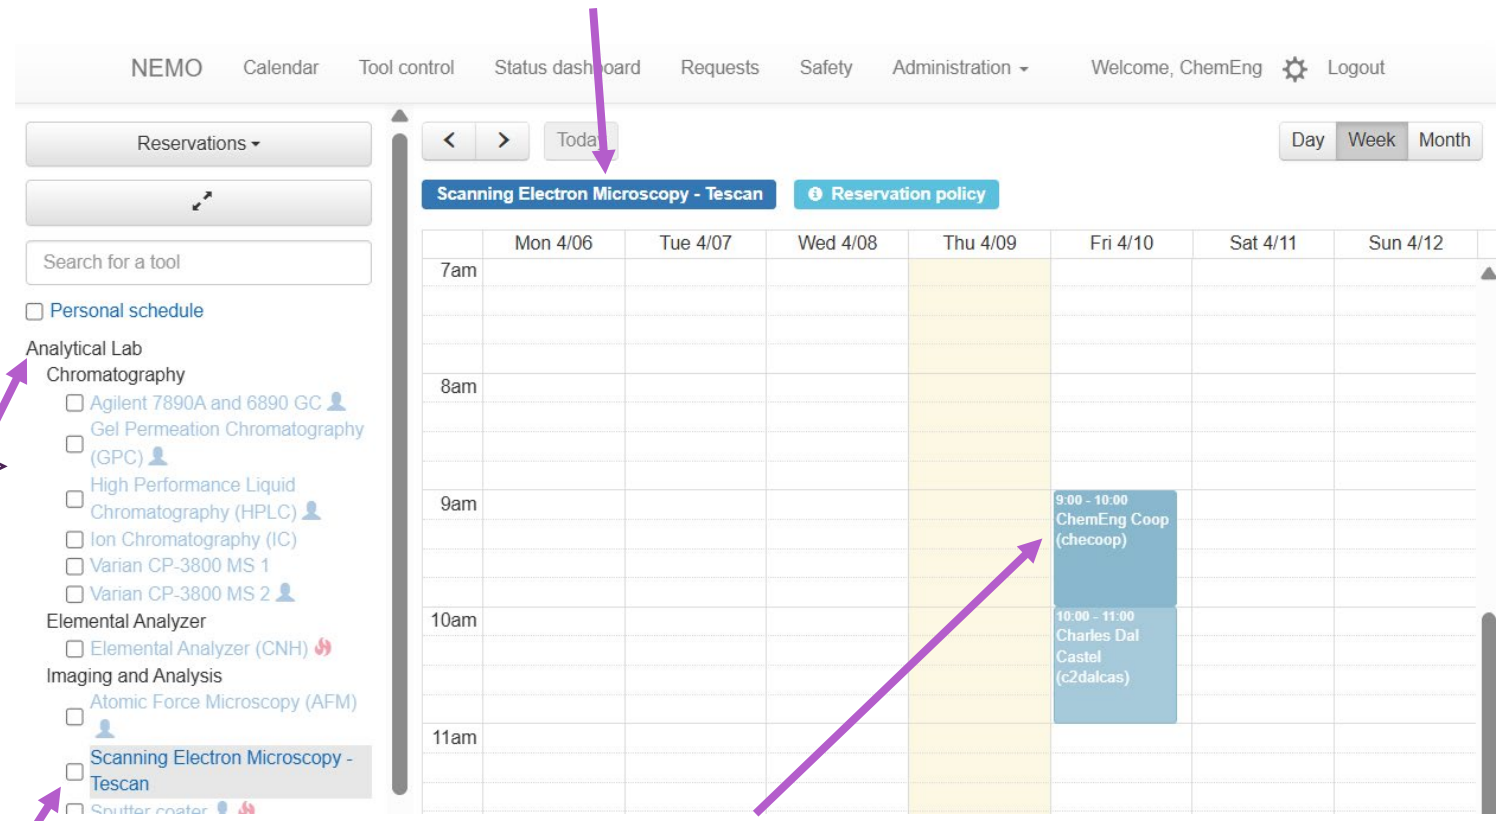 NEMO Calendar Tool control Status dashboard Requests Safety Administration Welcome, ChemEng Logout
Reservations
Today
Day Week Month
Scanning Electron Microscopy - Tescan Reservation policy
Search for a tool
Personal schedule
Analytical Lab
Chromatography
Agilent 7890A and 6890 GC
Gel Permeation Chromatography
(GPC)
High Performance Liquid
Chromatography (HPLC)
Ion Chromatography (IC)
Varian CP-3800 MS 1
Varian CP-3800 MS 2
Elemental Analyzer
Elemental Analyzer (CNH)
Imaging and Analysis
Atomic Force Microscopy (AFM)
Scanning Electron Microscopy -
Tescan
Sputter coater
Mon 4/06 Tue 4/07 Wed 4/08 Thu 4/09 Fri 4/10 Sat 4/11 Sun 4/12
7am
8am
9am
9:00 - 10:00
ChemEng Coop
(checoop)
10am
10:00 - 11:00
Charles Dal
Castel
(c2dalcas)
11am